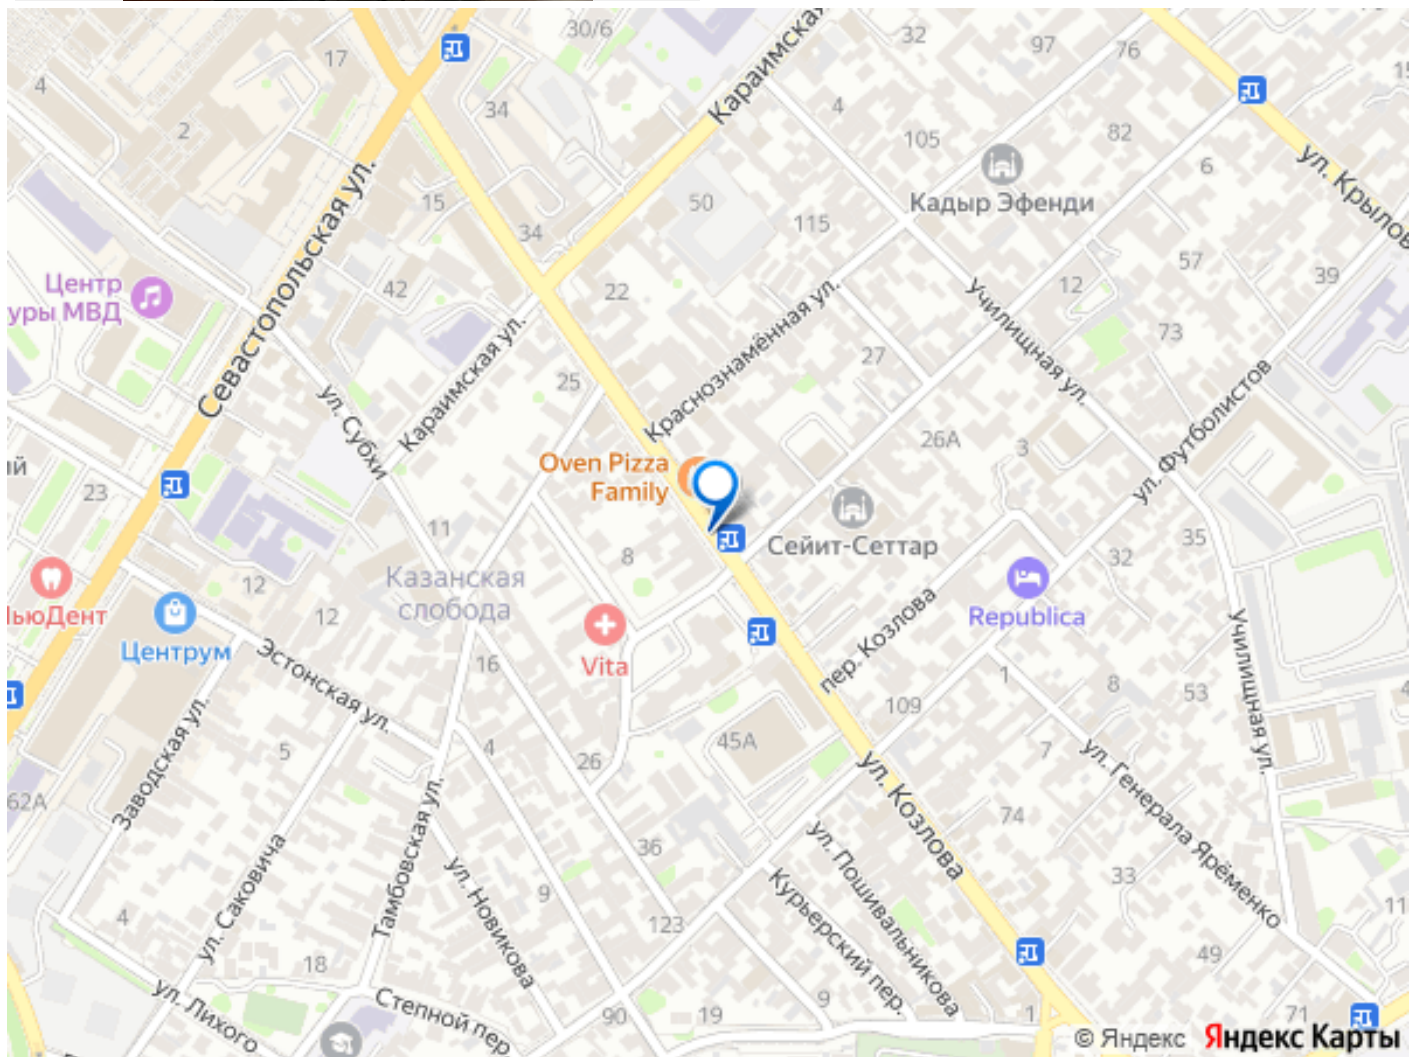 30/6
32
97
76
17
4
34
2
Караимская
4
105
82
6
ул. Крылов
Кадыр Эфенди
Севастопольская ул.
15
50
115
34
57
39
Центр
уры МВД
42
22
12
Училищная ул.
73
Краснознамённая ул.
27
Караимская ул.
25
ул. Субхи
ул. Футболистов
26А
3
ий
23
Oven Pizza
Family
11
Сейит-Сеттар
35
32
8
Казанская
слобода
12
12
ьюДент
Центрум
Vita
Republica
пер. Козлова
Училищная ул.
Эстонская ул.
16
1
8
53
109
4
45А
7
5
26
ул. Козлова
ул. Генерала Ярёменко
62А
Заводская ул.
Тамбовская ул.
74
36
ул. Саковича
ул. Новикова
9
ул. Пошивальникова
Курьерский пер.
33
11
4
123
49
18
ул. Лихого
Степной пер
90
19
9
1
71
© Яндекс Яндекс Карты